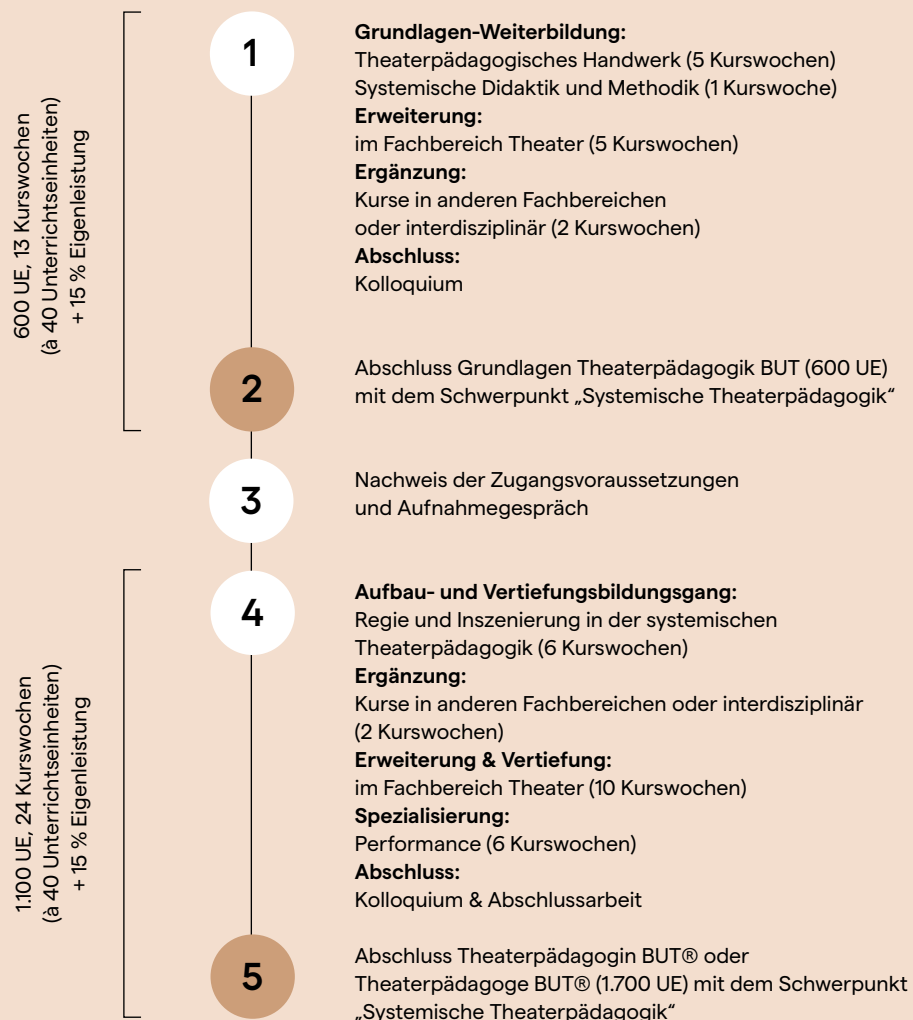 600 UE, 13 Kurswochen
(à 40 Unterrichtseinheiten)
+ 15 % Eigenleistung
1
Grundlagen-Weiterbildung:
Theaterpädagogisches Handwerk (5 Kurswochen)
Systemische Didaktik und Methodik (1 Kurswoche)
Erweiterung:
im Fachbereich Theater (5 Kurswochen)
Ergänzung:
Kurse in anderen Fachbereichen
oder interdisziplinär (2 Kurswochen)
Abschluss:
Kolloquium
2
Abschluss Grundlagen Theaterpädagogik BUT (600 UE)
mit dem Schwerpunkt „Systemische Theaterpädagogik“
3
Nachweis der Zugangsvoraussetzungen
und Aufnahmegespräch
1.100 UE, 24 Kurswochen
(à 40 Unterrichtseinheiten)
+ 15 % Eigenleistung
4
Aufbau- und Vertiefungsbildungsgang:
Regie und Inszenierung in der systemischen
Theaterpädagogik (6 Kurswochen)
Ergänzung:
Kurse in anderen Fachbereichen oder interdisziplinär
(2 Kurswochen)
Erweiterung & Vertiefung:
im Fachbereich Theater (10 Kurswochen)
Spezialisierung:
Performance (6 Kurswochen)
Abschluss:
Kolloquium & Abschlussarbeit
5
Abschluss Theaterpädagogin BUT® oder
Theaterpädagoge BUT® (1.700 UE) mit dem Schwerpunkt
„Systemische Theaterpädagogik“